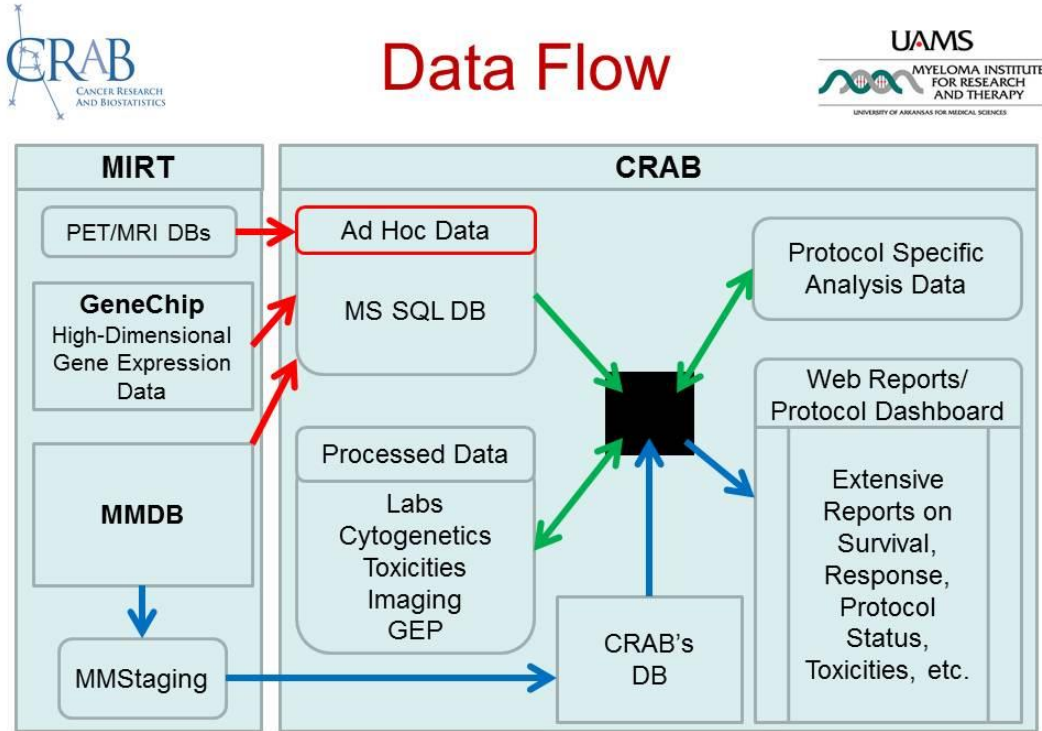 CRAB
CANCER RESEARCH
AND BIOSTATISTICS
Data Flow
UAMS
MYELOMA INSTITUTE
FOR RESEARCH
AND THERAPY
UNIVERSITY OF ARKANSAS FOR MEDICAL SCIENCES
MIRT
PET/MRI DBs
GeneChip
High-Dimensional
Gene Expression
Data
MMDB
MMStaging
CRAB
Ad Hoc Data
MS SQL DB
Processed Data
Labs
Cytogenetics
Toxicities
Imaging
GEP
CRAB's
DB
Protocol Specific
Analysis Data
Web Reports/
Protocol Dashboard
Extensive
Reports on
Survival,
Response,
Protocol
Status,
Toxicities, etc.